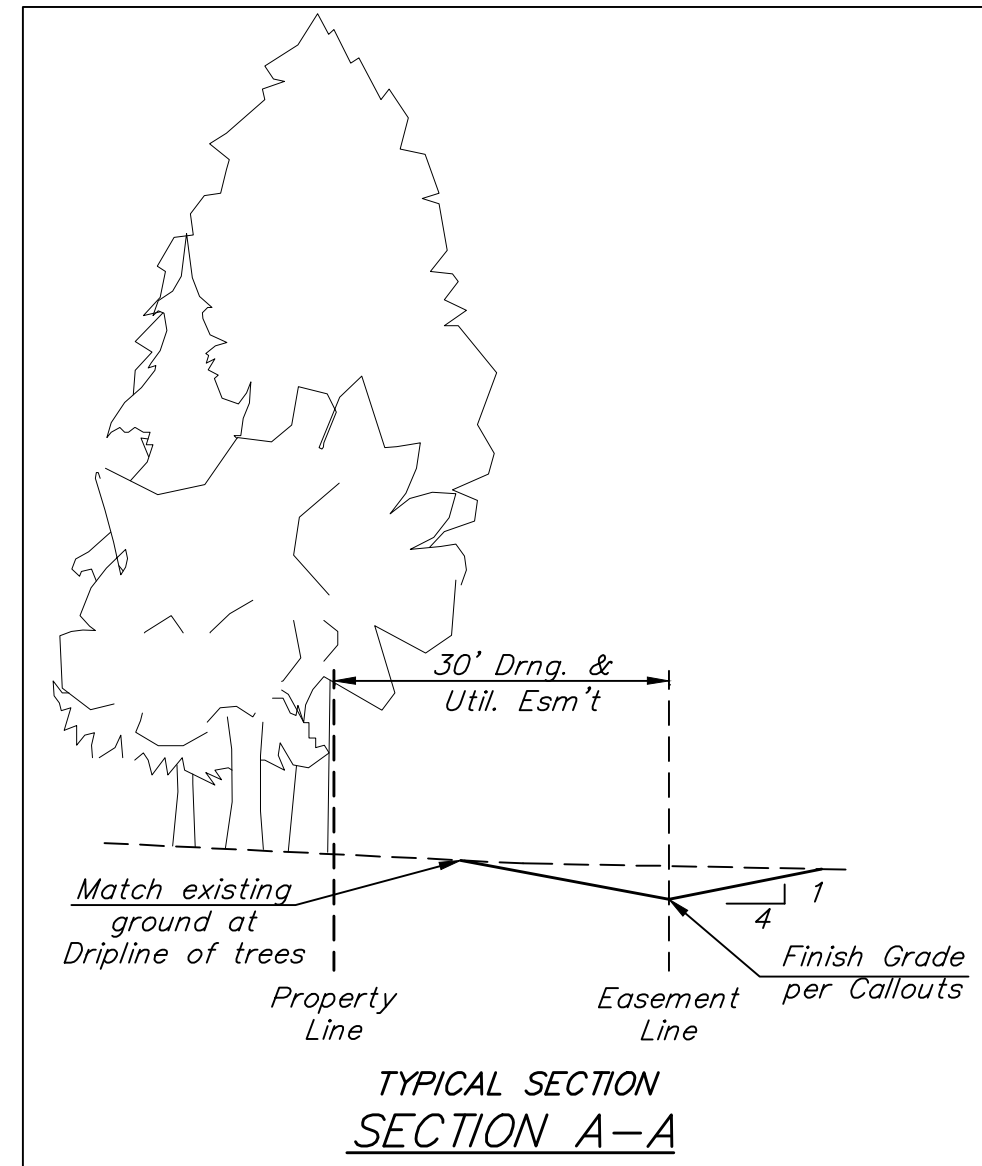 30' Drng. &
Util. Esm't
Match existing
ground at
Dripline of trees
1
4
Finish Grade
per Callouts
Property
Line
Easement
Line
TYPICAL SECTION
SECTION A-A